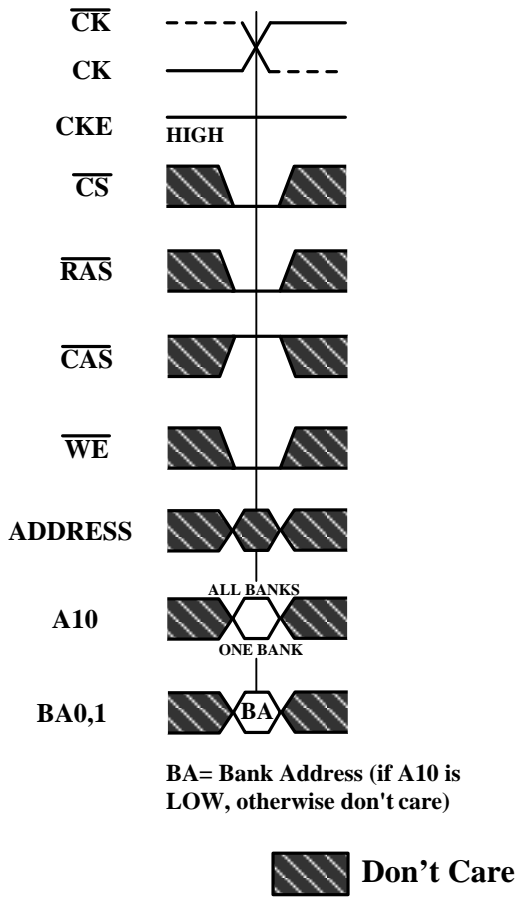 CK
CK
CKE
HIGH
CS
RAS
CAS
WE
ADDRESS
ALL BANKS
A10
ONE BANK
BA0,1
BA
BA= Bank Address (if A10 is
LOW, otherwise don't care)
Don't Care